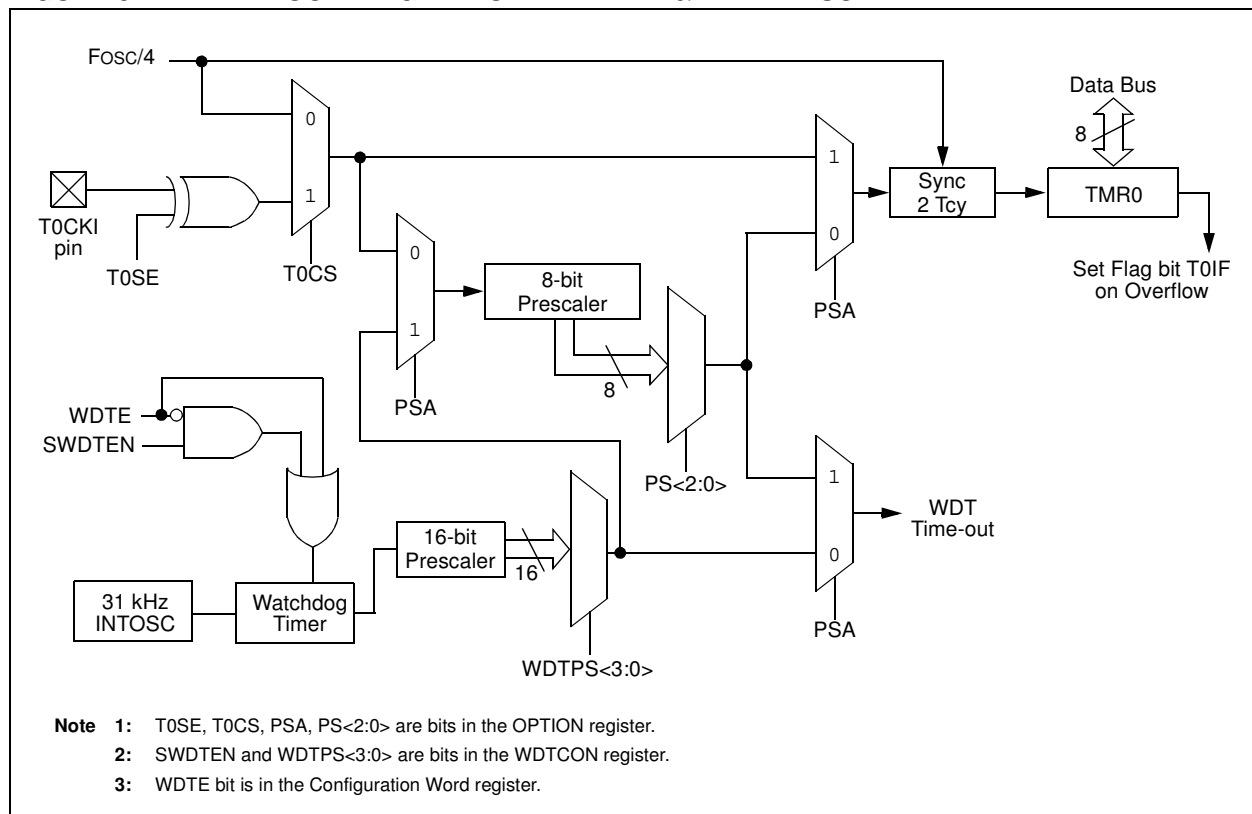 FOSC/4
Data Bus
8
0
1
1
0
T0CKI
pin
T0SE
T0CS
Sync
2 Tcy
TMR0
Set Flag bit T0IF
on Overflow
0
1
PSA
8-bit
Prescaler
8
PS<2:0>
PSA
WDTE
SWDTEN
1
0
WDT
Time-out
PSA
16-bit
Prescaler
16
31 kHz
INTOSC
Watchdog
Timer
WDTPS<3:0>
Note 1: T0SE, T0CS, PSA, PS<2:0> are bits in the OPTION register.
2: SWDTEN and WDTPS<3:0> are bits in the WDTCON register.
3: WDTE bit is in the Configuration Word register.